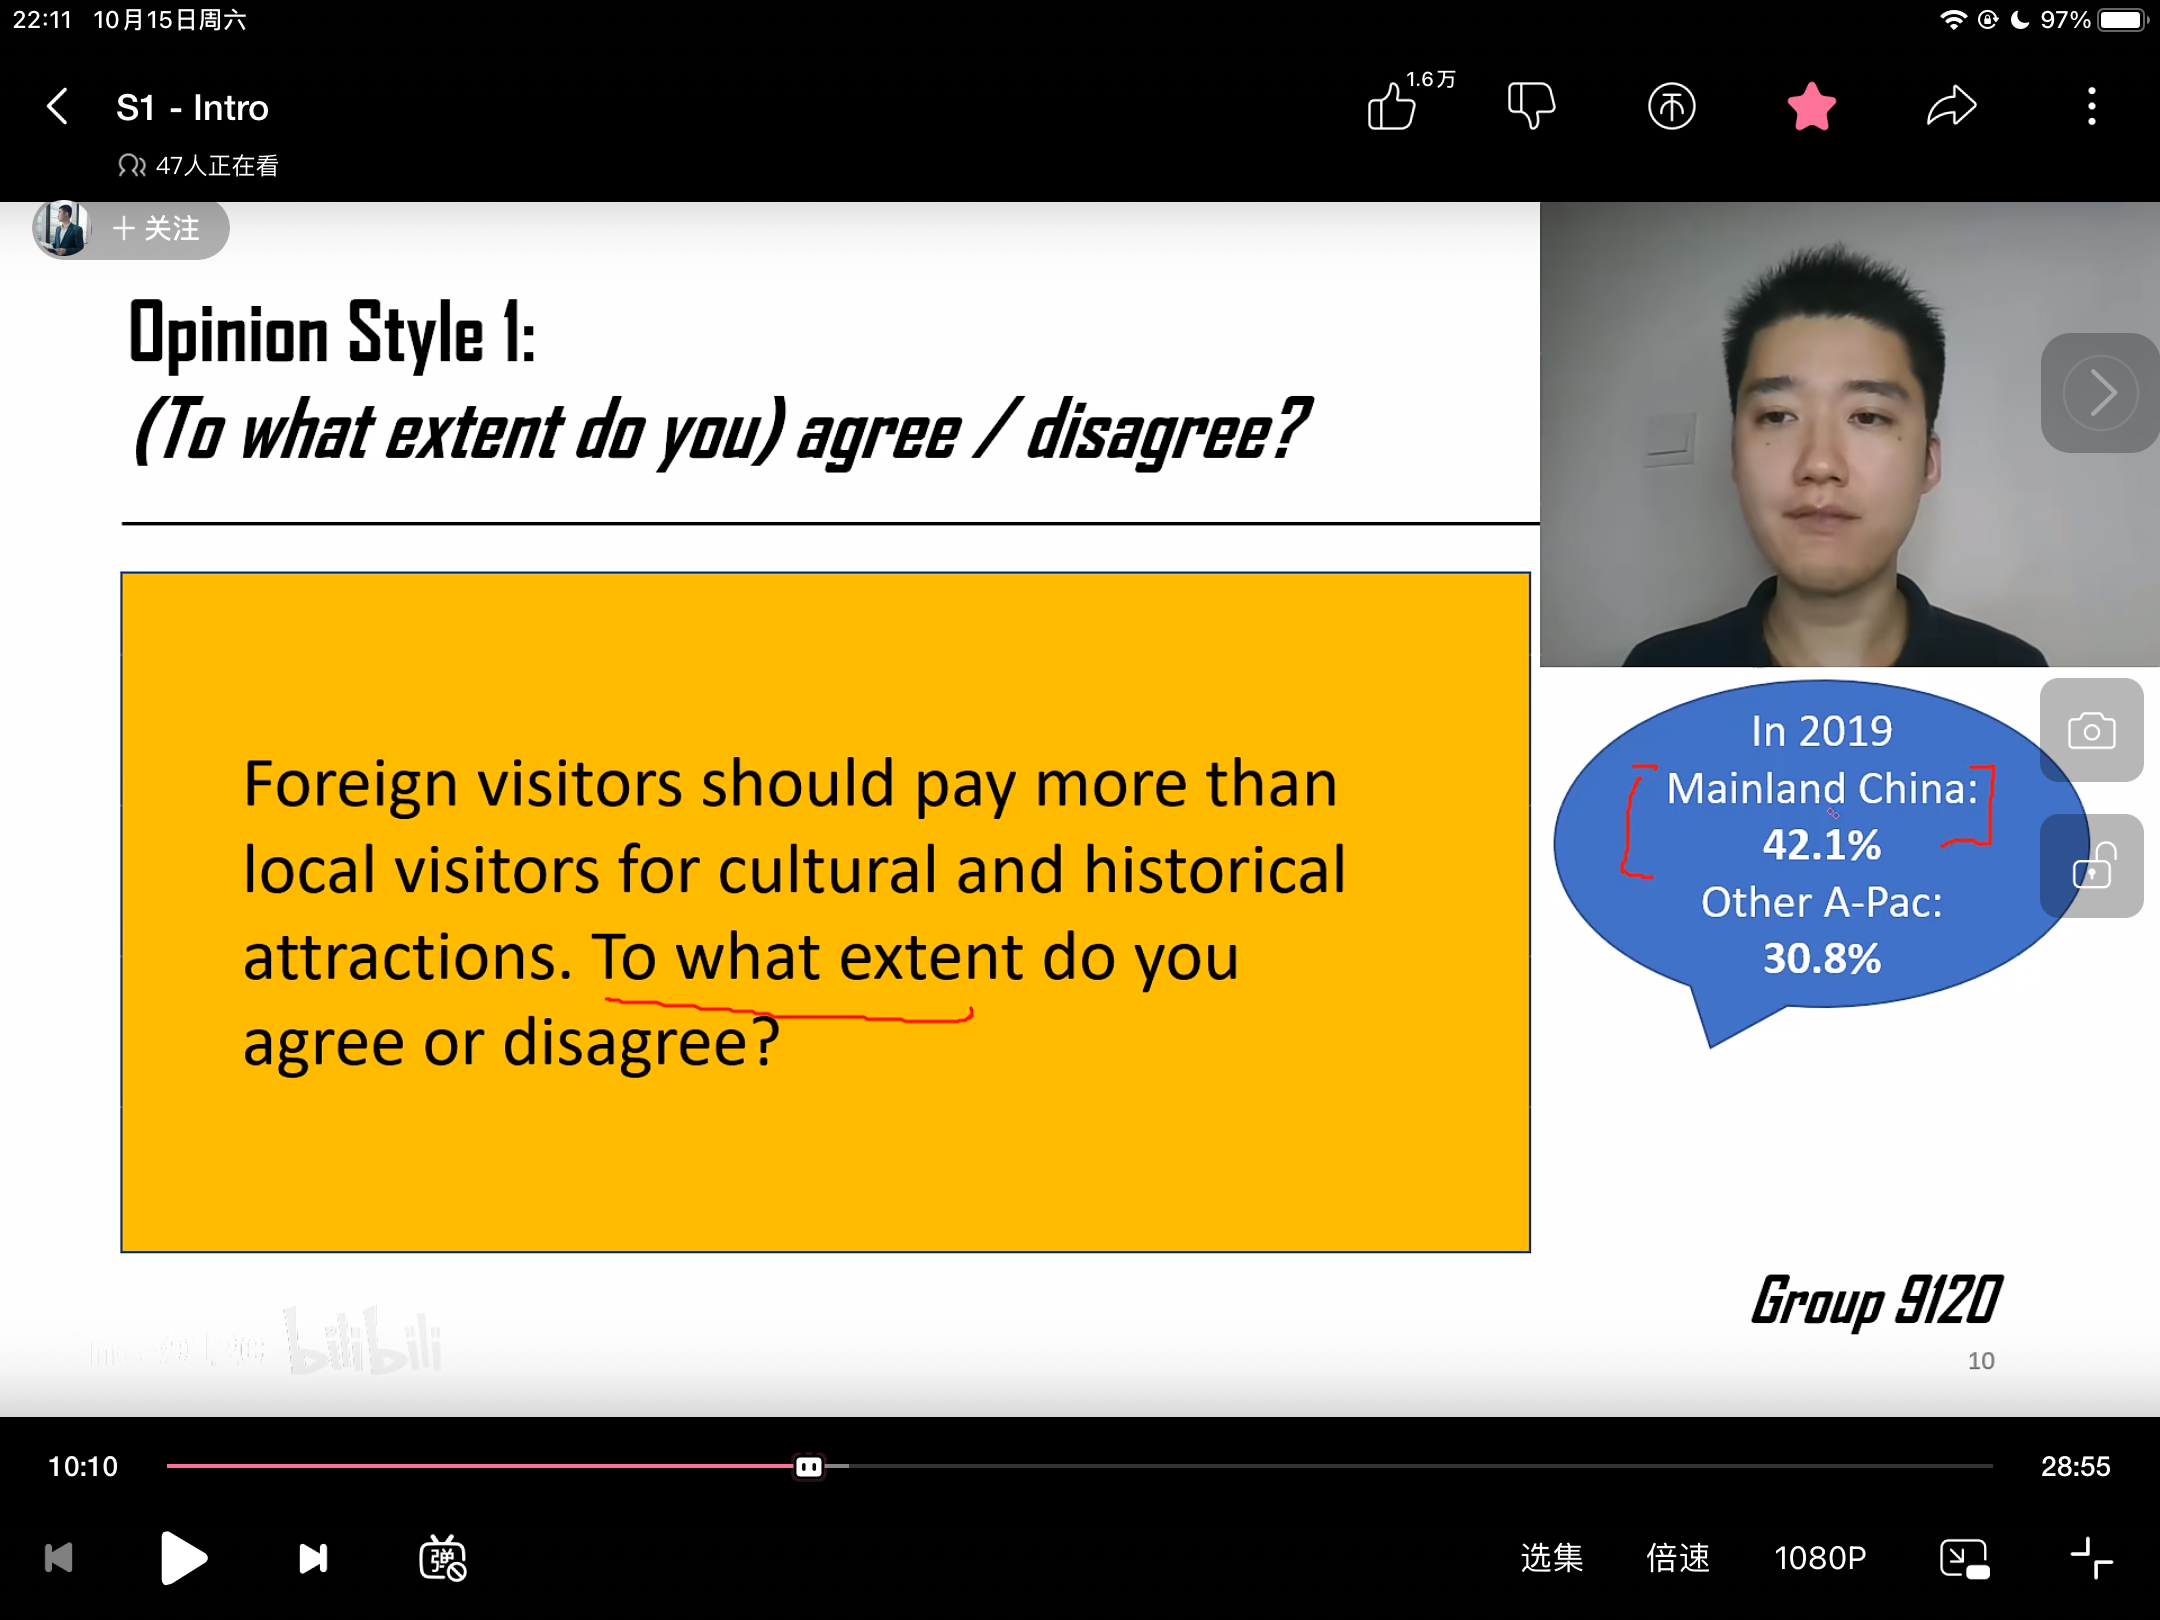 22:11 10月15日周六
97%
S1 - Intro
1.6万
47人正在看
+ 关注
Opinion Style 1:
(To what extent do you) agree / disagree?
Foreign visitors should pay more than
local visitors for cultural and historical
attractions. To what extent do you
agree or disagree?
In 2019
Mainland China:
42.1%
Other A-Pac:
30.8%
Group 9120
10
bilibili
10:10
28:55
弹
选集
倍速
1080P